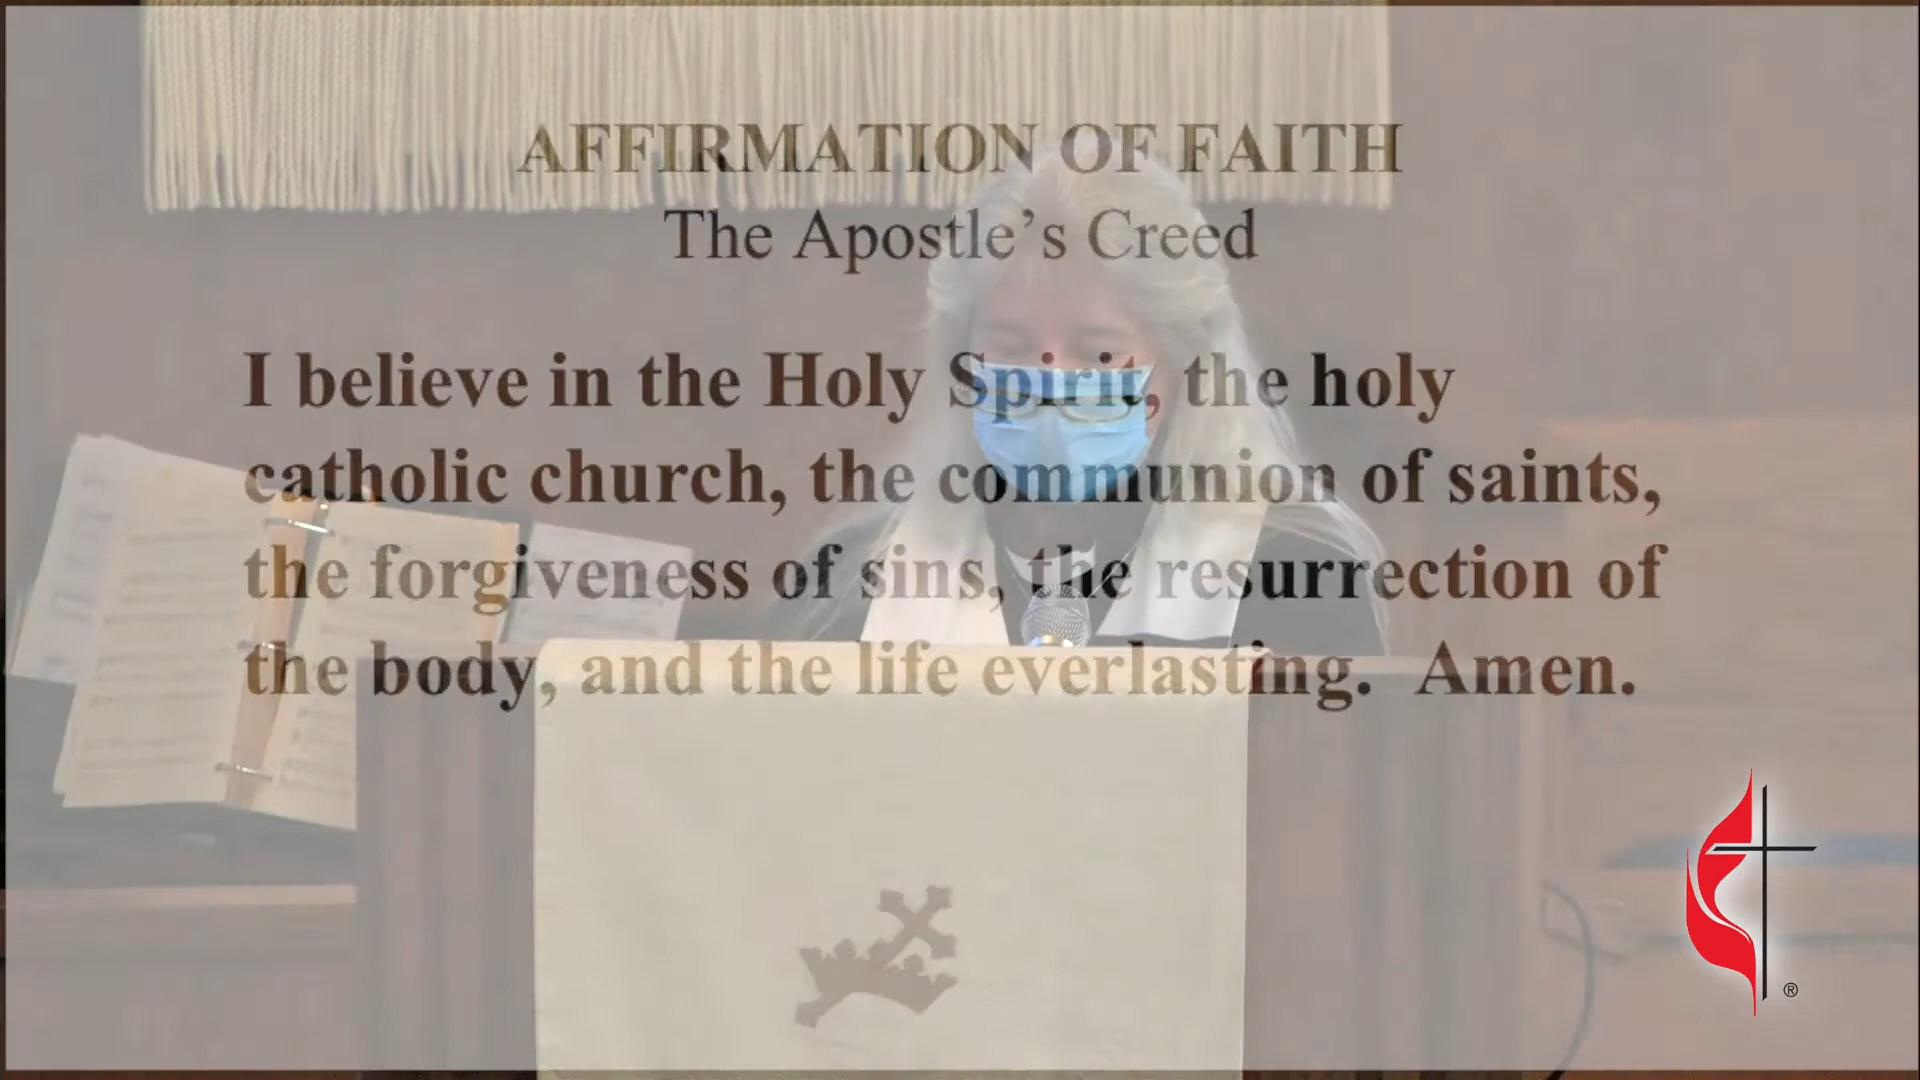 AFFIRMATION OF FAITH
The Apostle’s Creed
I believe in the Holy Spirit, the holy
catholic church, the communion of saints,
the forgiveness of sins, the resurrection of
the body, and the life everlasting. Amen.
®